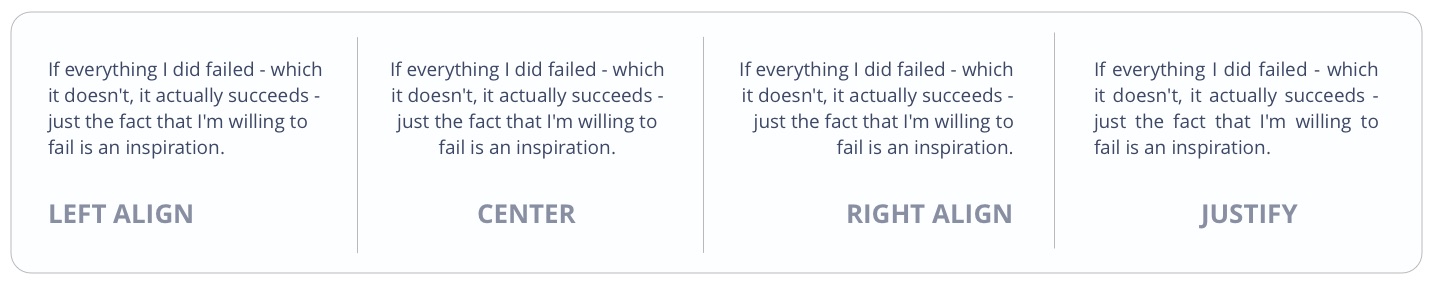 If everything I did failed - which
it doesn't, it actually succeeds -
just the fact that I'm willing to
fail is an inspiration.
LEFT ALIGN
If everything I did failed - which
it doesn't, it actually succeeds -
just the fact that I'm willing to
fail is an inspiration.
CENTER
If everything I did failed - which
it doesn't, it actually succeeds -
just the fact that I'm willing to
fail is an inspiration.
RIGHT ALIGN
If everything I did failed - which
it doesn't, it actually succeeds -
just the fact that I'm willing to
fail is an inspiration.
JUSTIFY